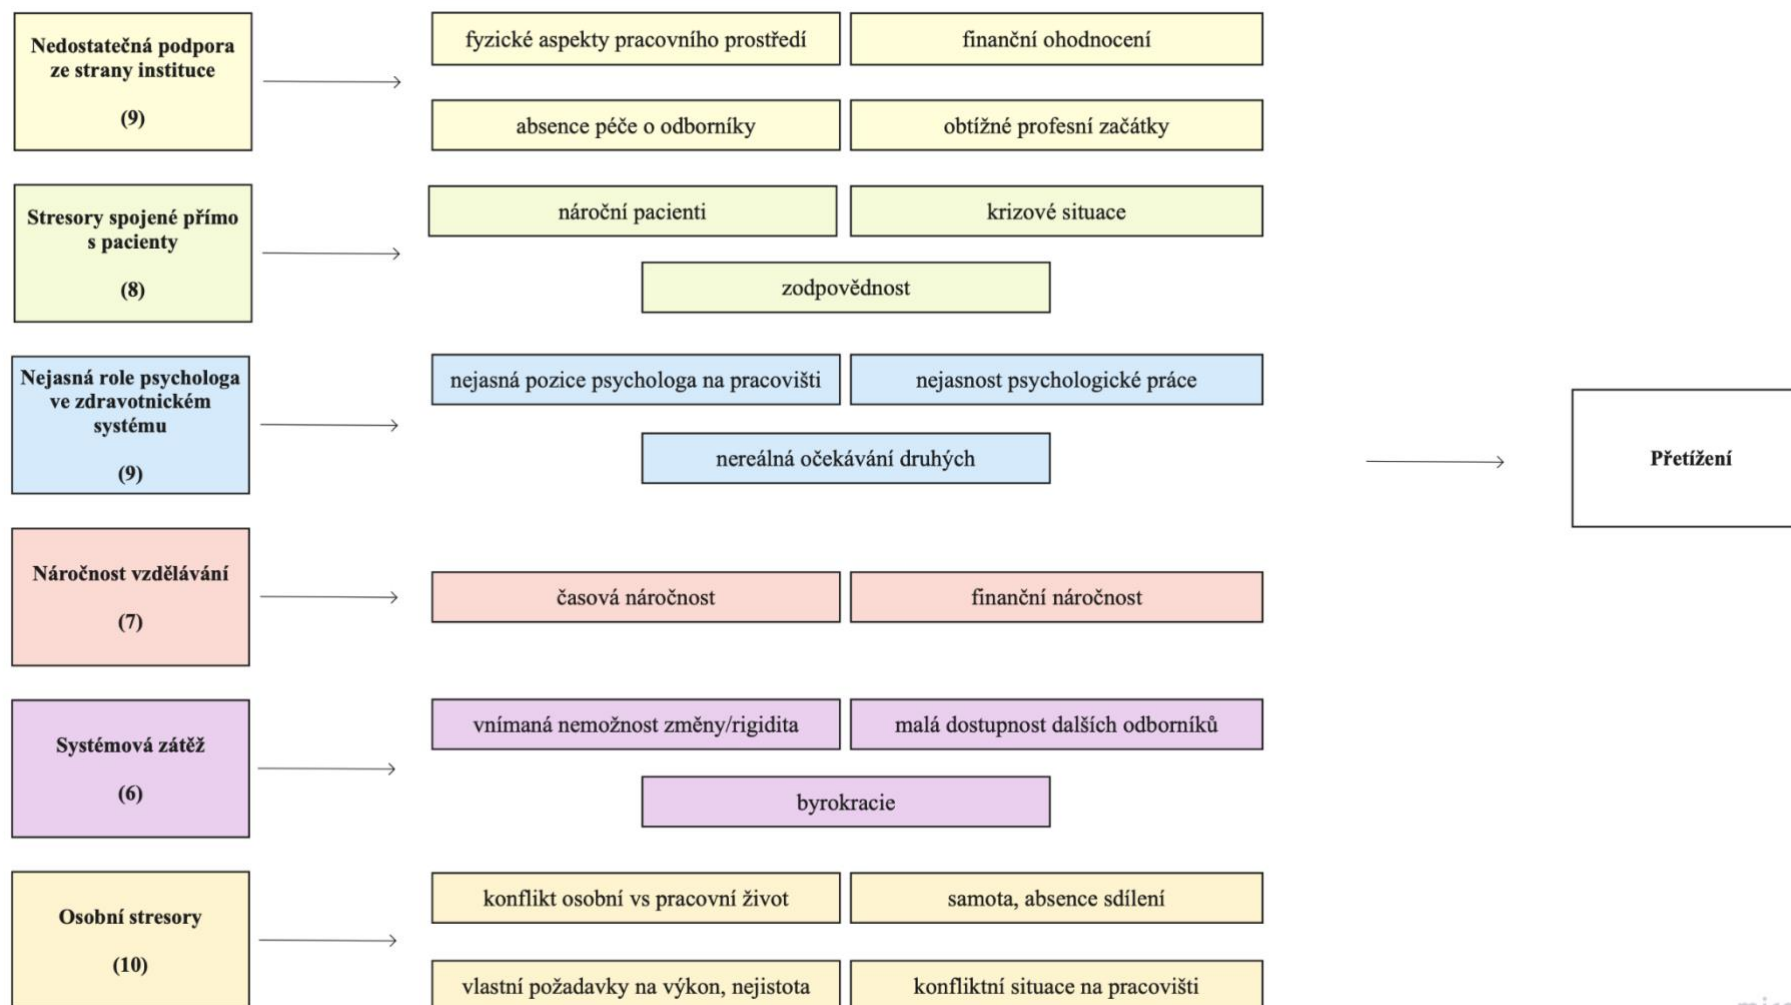 Nedostatečná podpora
ze strany instituce
(9)
fyzické aspekty pracovního prostředí
finanční ohodnocení
absence péče o odborníky
obtížné profesní začátky
Stresory spojené přímo
s pacienty
(8)
nároční pacienti
krizové situace
zodpovědnost
Nejasná role psychologa
ve zdravotnickém
systému
(9)
nejasná pozice psychologa na pracovišti
nejasnost psychologické práce
nereálná očekávání druhých
Přetížení
Náročnost vzdělávání
(7)
časová náročnost
finanční náročnost
Systémová zátěž
(6)
vnímaná nemožnost změny/rigidita
malá dostupnost dalších odborníků
byrokracie
Osobní stresory
(10)
konflikt osobní vs pracovní život
samota, absence sdílení
vlastní požadavky na výkon, nejistota
konfliktní situace na pracovišti